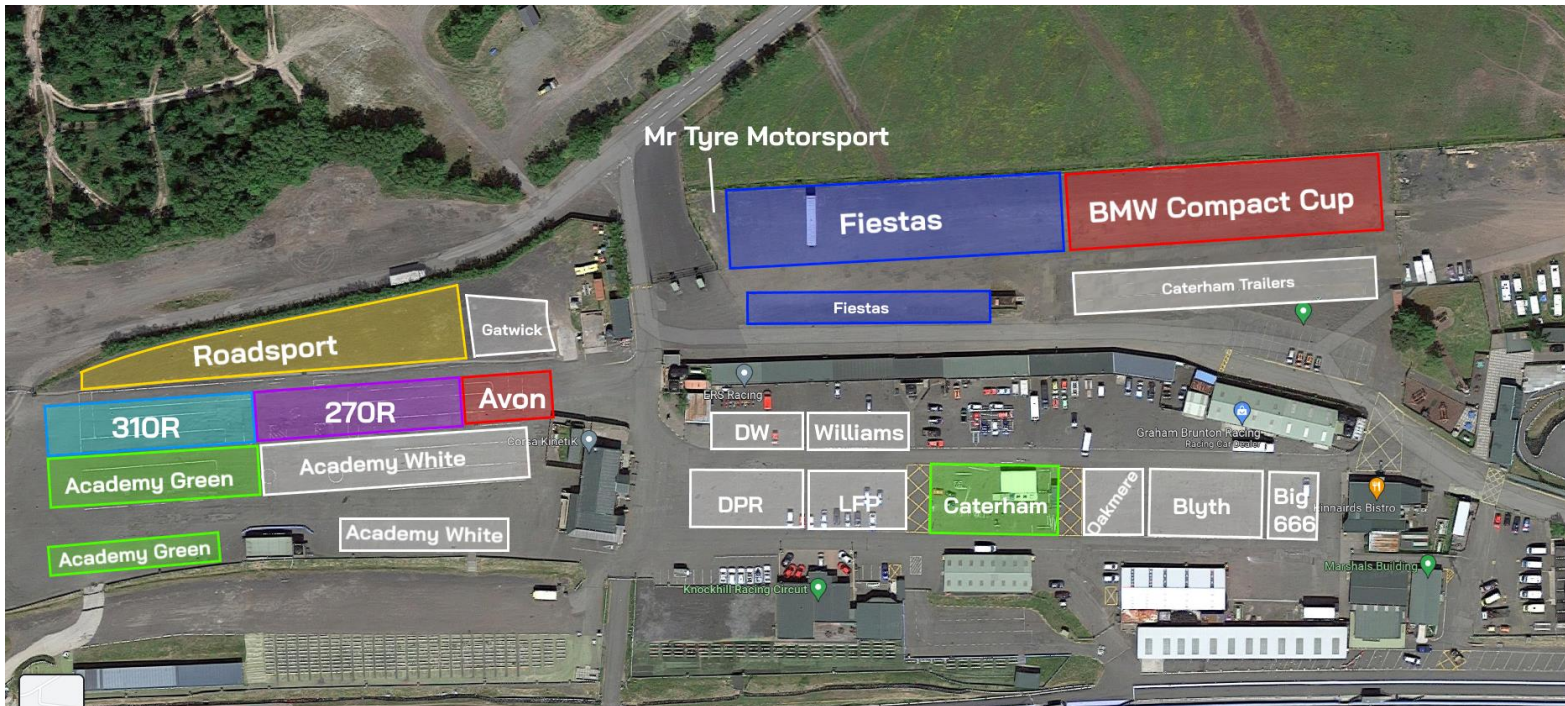 Mr Tyre Motorsport
Fiestas
BMW Compact Cup
Caterham Trailers
Fiestas
Roadsport
Gatwick
310R
270R
Avon
Academy Green
Academy White
Academy Green
Academy White
ERS Racing
Corsa Kinetik
DW
Williams
Graham Brunton Racing
Racing Car Dealer
DPR
LFP
Caterham
Oakmere
Blyth
Big
666
Kinnairds Bistro
Knockhill Racing Circuit
Marshals Building